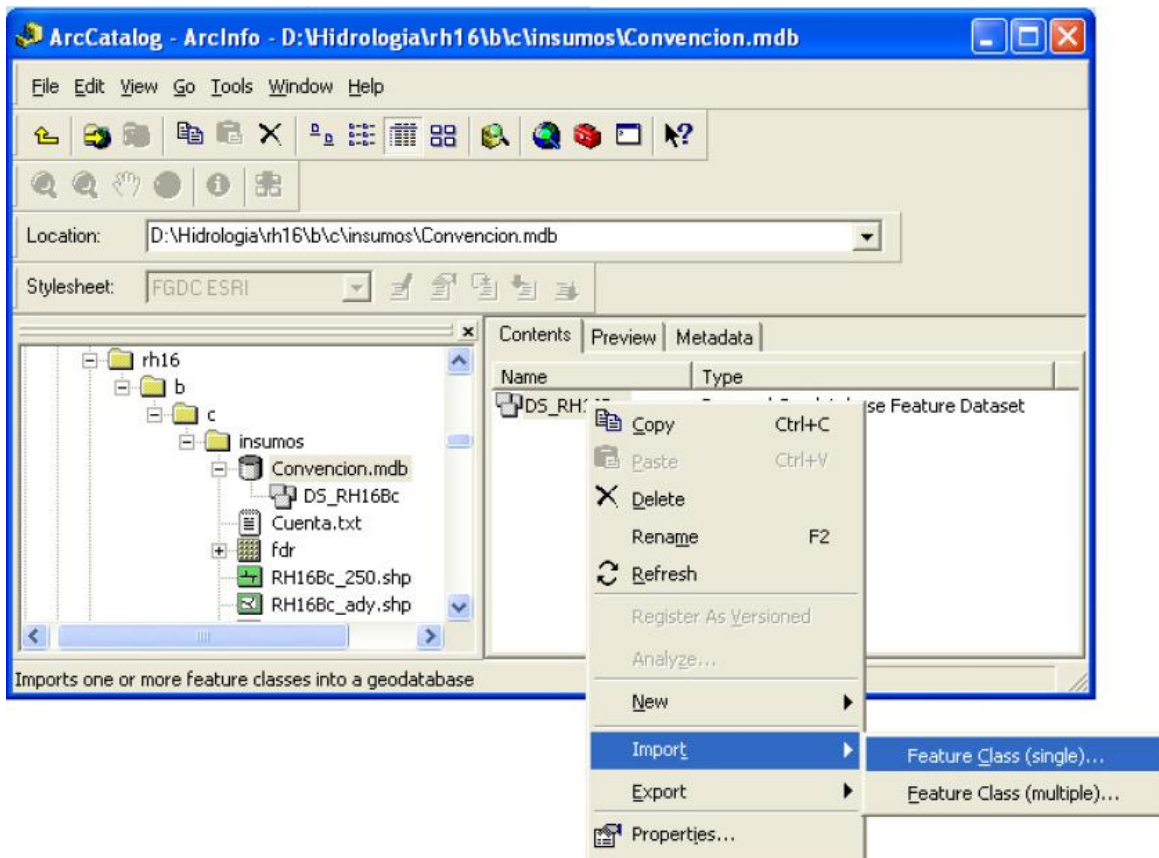 ArcCatalog - ArcInfo - D:\Hidrologia\rh16\b\c\insumos\Convencion.mdb
File Edit View Go Tools Window Help
Location: D:\Hidrologia\rh16\b\c\insumos\Convencion.mdb
Stylesheet: FGDC ESRI
rh16
b
c
insumos
Convencion.mdb
DS_RH16Bc
Cuenta.txt
fdr
RH16Bc_250.shp
RH16Bc_ady.shp
Contents Preview Metadata
Name Type
Feature Dataset
Copy Ctrl+C
Paste Ctrl+V
Delete
Rename F2
Refresh
Register As Versioned
Analyze...
New
Import
Export
Properties...
Feature Class (single)...
Feature Class (multiple)...
Imports one or more feature classes into a geodatabase